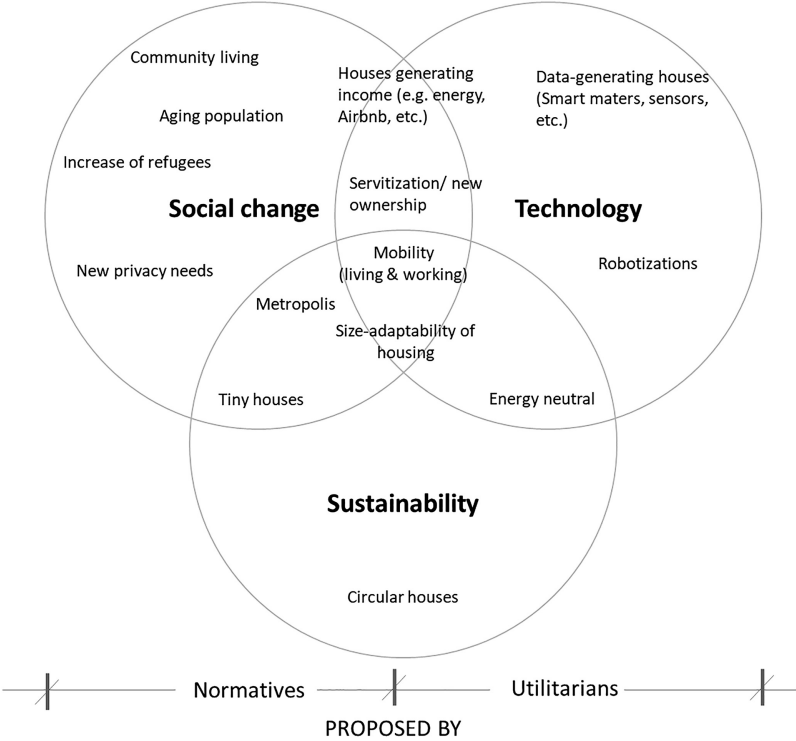 Community living
Houses generating
income (e.g. energy,
Airbnb, etc.)
Data-generating houses
(Smart maters, sensors,
etc.)
Aging population
Increase of refugees
Servitization/ new
ownership
Social change
Technology
Mobility
(living & working)
Robotizations
New privacy needs
Metropolis
Size-adaptability of
housing
Tiny houses
Energy neutral
Sustainability
Circular houses
Normatives
Utilitarians
PROPOSED BY